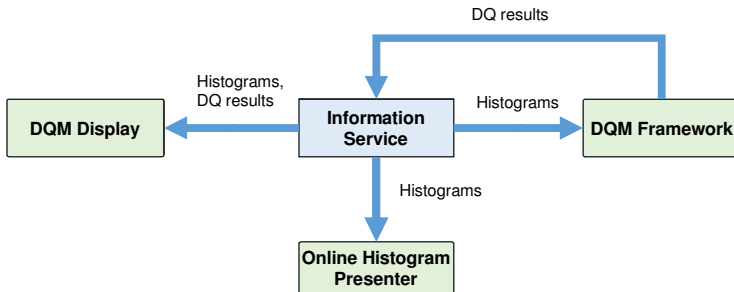 DQ results
Histograms,
DQ results
Histograms
DQM Display
Information
Service
DQM Framework
Histograms
Online Histogram
Presenter